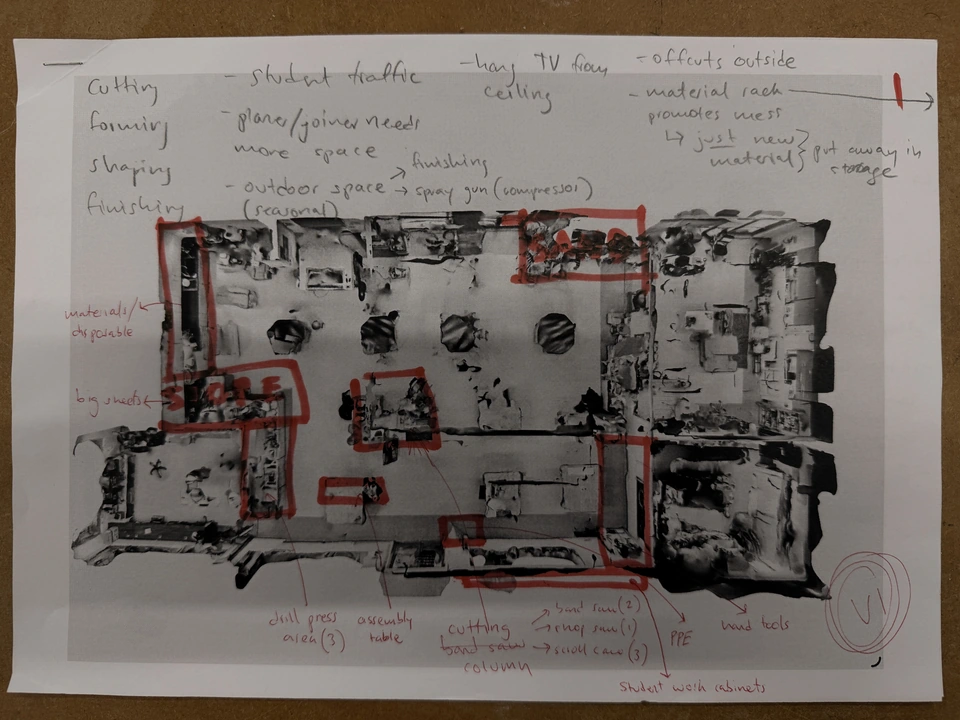 cutting
forming
shaping
finishing
- student traffic
- planer/joiner needs
more space
- outdoor space
(seasonal)
→ finishing
→ spray gun (compressor)
- hang TV from
ceiling
- offcuts outside
- material rack
promotes mess
↳ just new
material} put away in
storage
materials/
disposable
big sheets
STORE
drill press
area (3)
assembly
table
cutting
band saw
column
band saw (2)
chop saw (1)
scroll saw (3)
PPE
hand tools
student work cabinets
V1